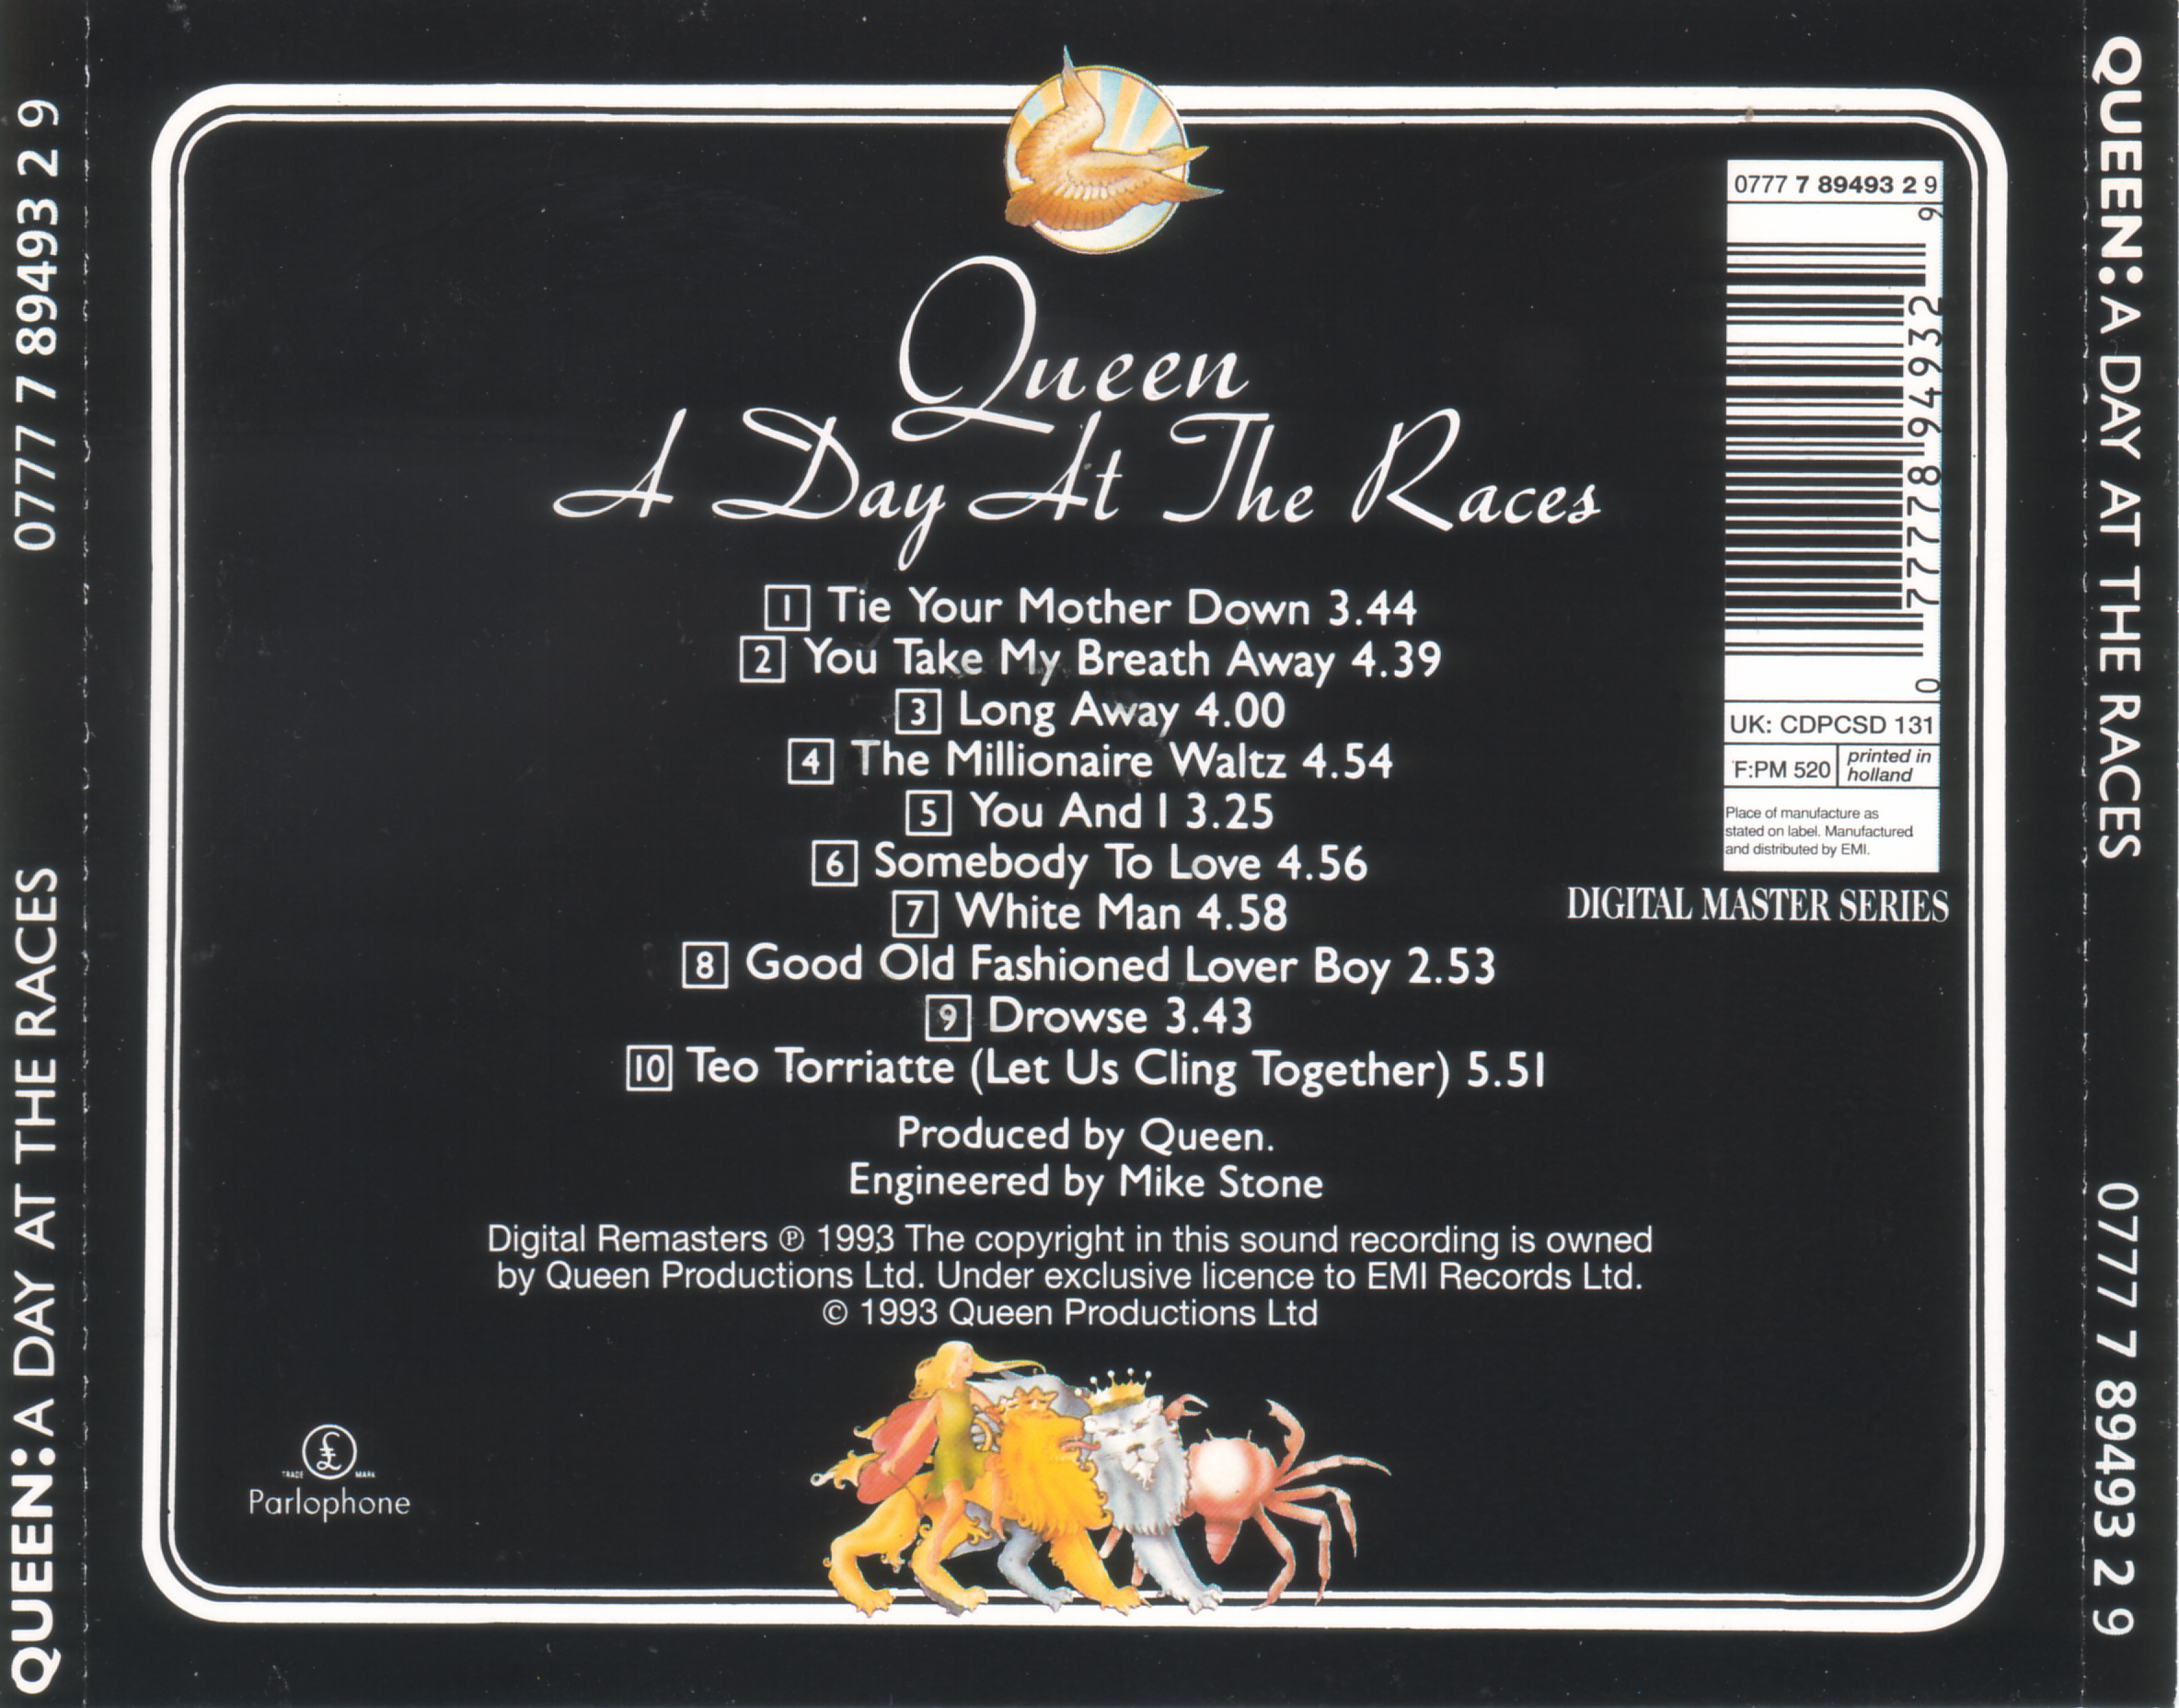 QUEEN: A DAY AT THE RACES 0777 7 89493 2 9
Queen
A Day At The Races
1 Tie Your Mother Down 3.44
2 You Take My Breath Away 4.39
3 Long Away 4.00
4 The Millionaire Waltz 4.54
5 You And I 3.25
6 Somebody To Love 4.56
7 White Man 4.58
8 Good Old Fashioned Lover Boy 2.53
9 Drowse 3.43
10 Teo Torriatte (Let Us Cling Together) 5.51
Produced by Queen.
Engineered by Mike Stone
Digital Remasters ℗ 1993 The copyright in this sound recording is owned
by Queen Productions Ltd. Under exclusive licence to EMI Records Ltd.
© 1993 Queen Productions Ltd
TRADE MARK
Parlophone
0777 7 89493 2 9
0 77778 94932 9
UK: CDPCSD 131
F:PM 520
printed in
holland
Place of manufacture as
stated on label. Manufactured
and distributed by EMI.
DIGITAL MASTER SERIES
QUEEN: A DAY AT THE RACES 0777 7 89493 2 9